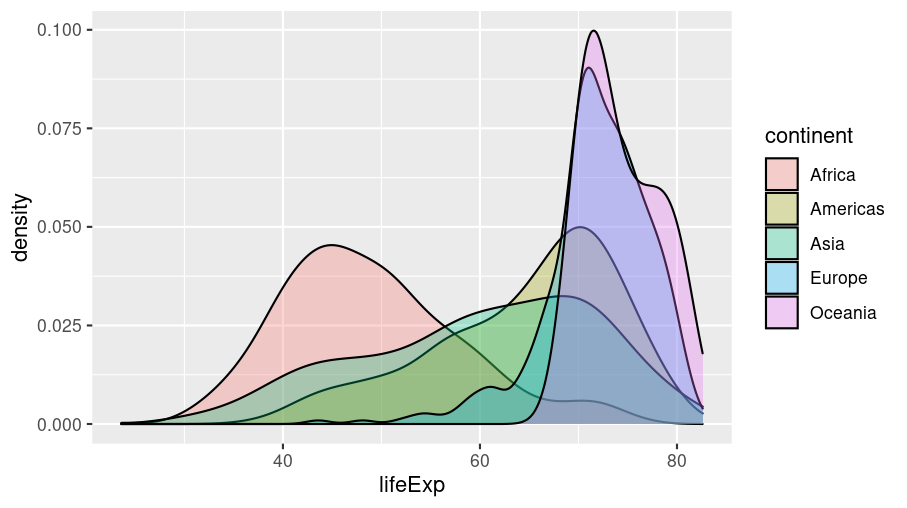 0.100
0.075
0.050
0.025
0.000
density
40 60 80
lifeExp
continent
Africa
Americas
Asia
Europe
Oceania